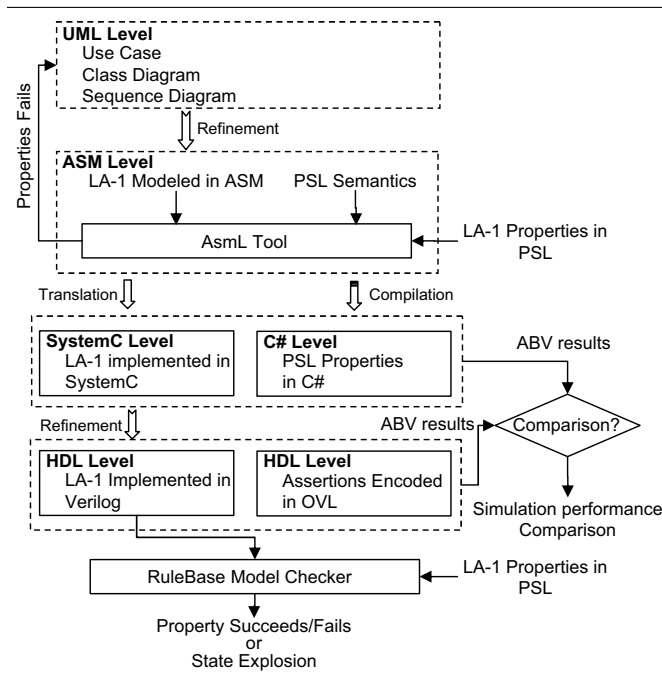 UML Level
Use Case
Class Diagram
Sequence Diagram
Properties Fails
Refinement
ASM Level
LA-1 Modeled in ASM
PSL Semantics
AsmL Tool
LA-1 Properties in
PSL
Translation
Compilation
SystemC Level
LA-1 implemented in
SystemC
C# Level
PSL Properties
in C#
ABV results
Refinement
ABV results
Comparison?
HDL Level
LA-1 Implemented in
Verilog
HDL Level
Assertions Encoded
in OVL
Simulation performance
Comparison
RuleBase Model Checker
LA-1 Properties in
PSL
Property Succeeds/Fails
or
State Explosion